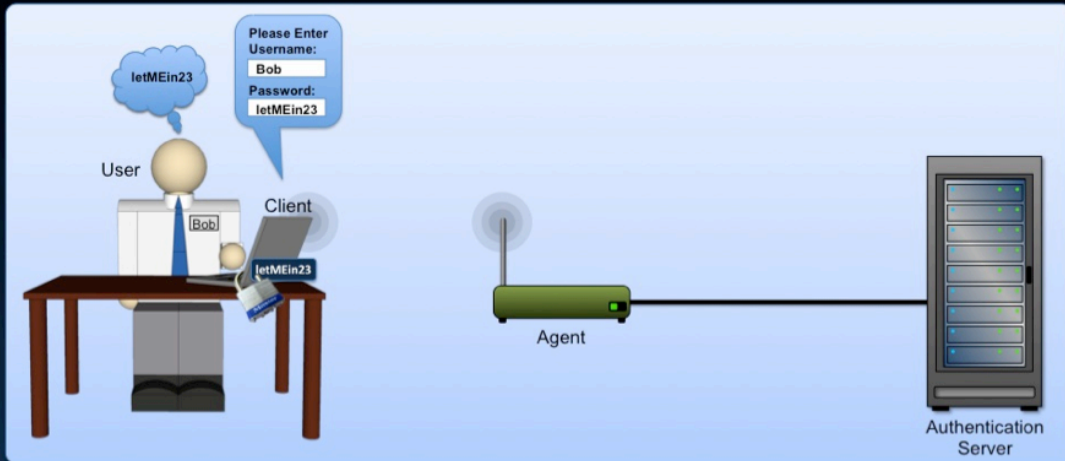 Please Enter
Username:
Bob
Password:
letMEin23
letMEin23
User
Client
Bob
letMEin23
Agent
Authentication
Server